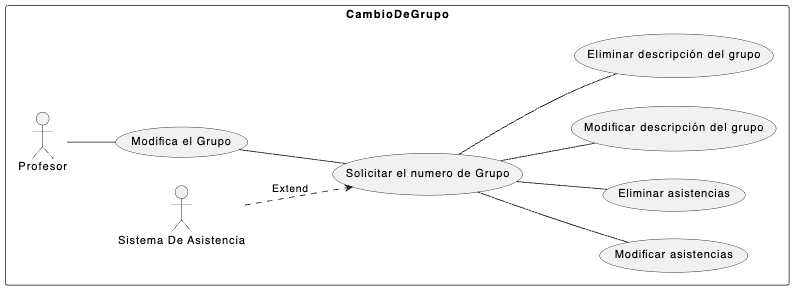 CambioDeGrupo
Eliminar descripción del grupo
Modificar descripción del grupo
Modifica el Grupo
Profesor
Solicitar el numero de Grupo
Extend
Eliminar asistencias
Sistema De Asistencia
Modificar asistencias